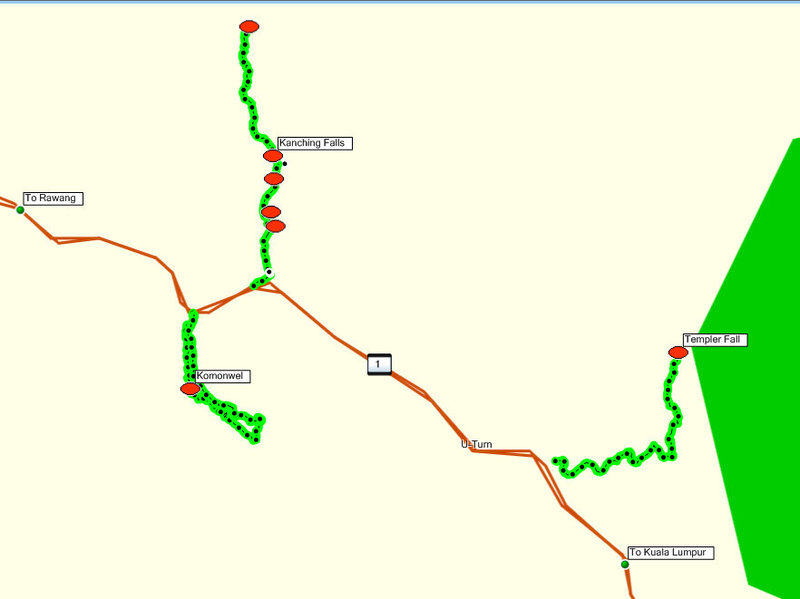 Kanching Falls
To Rawang
Templer Fall
1
Komonwel
U-Turn
To Kuala Lumpur